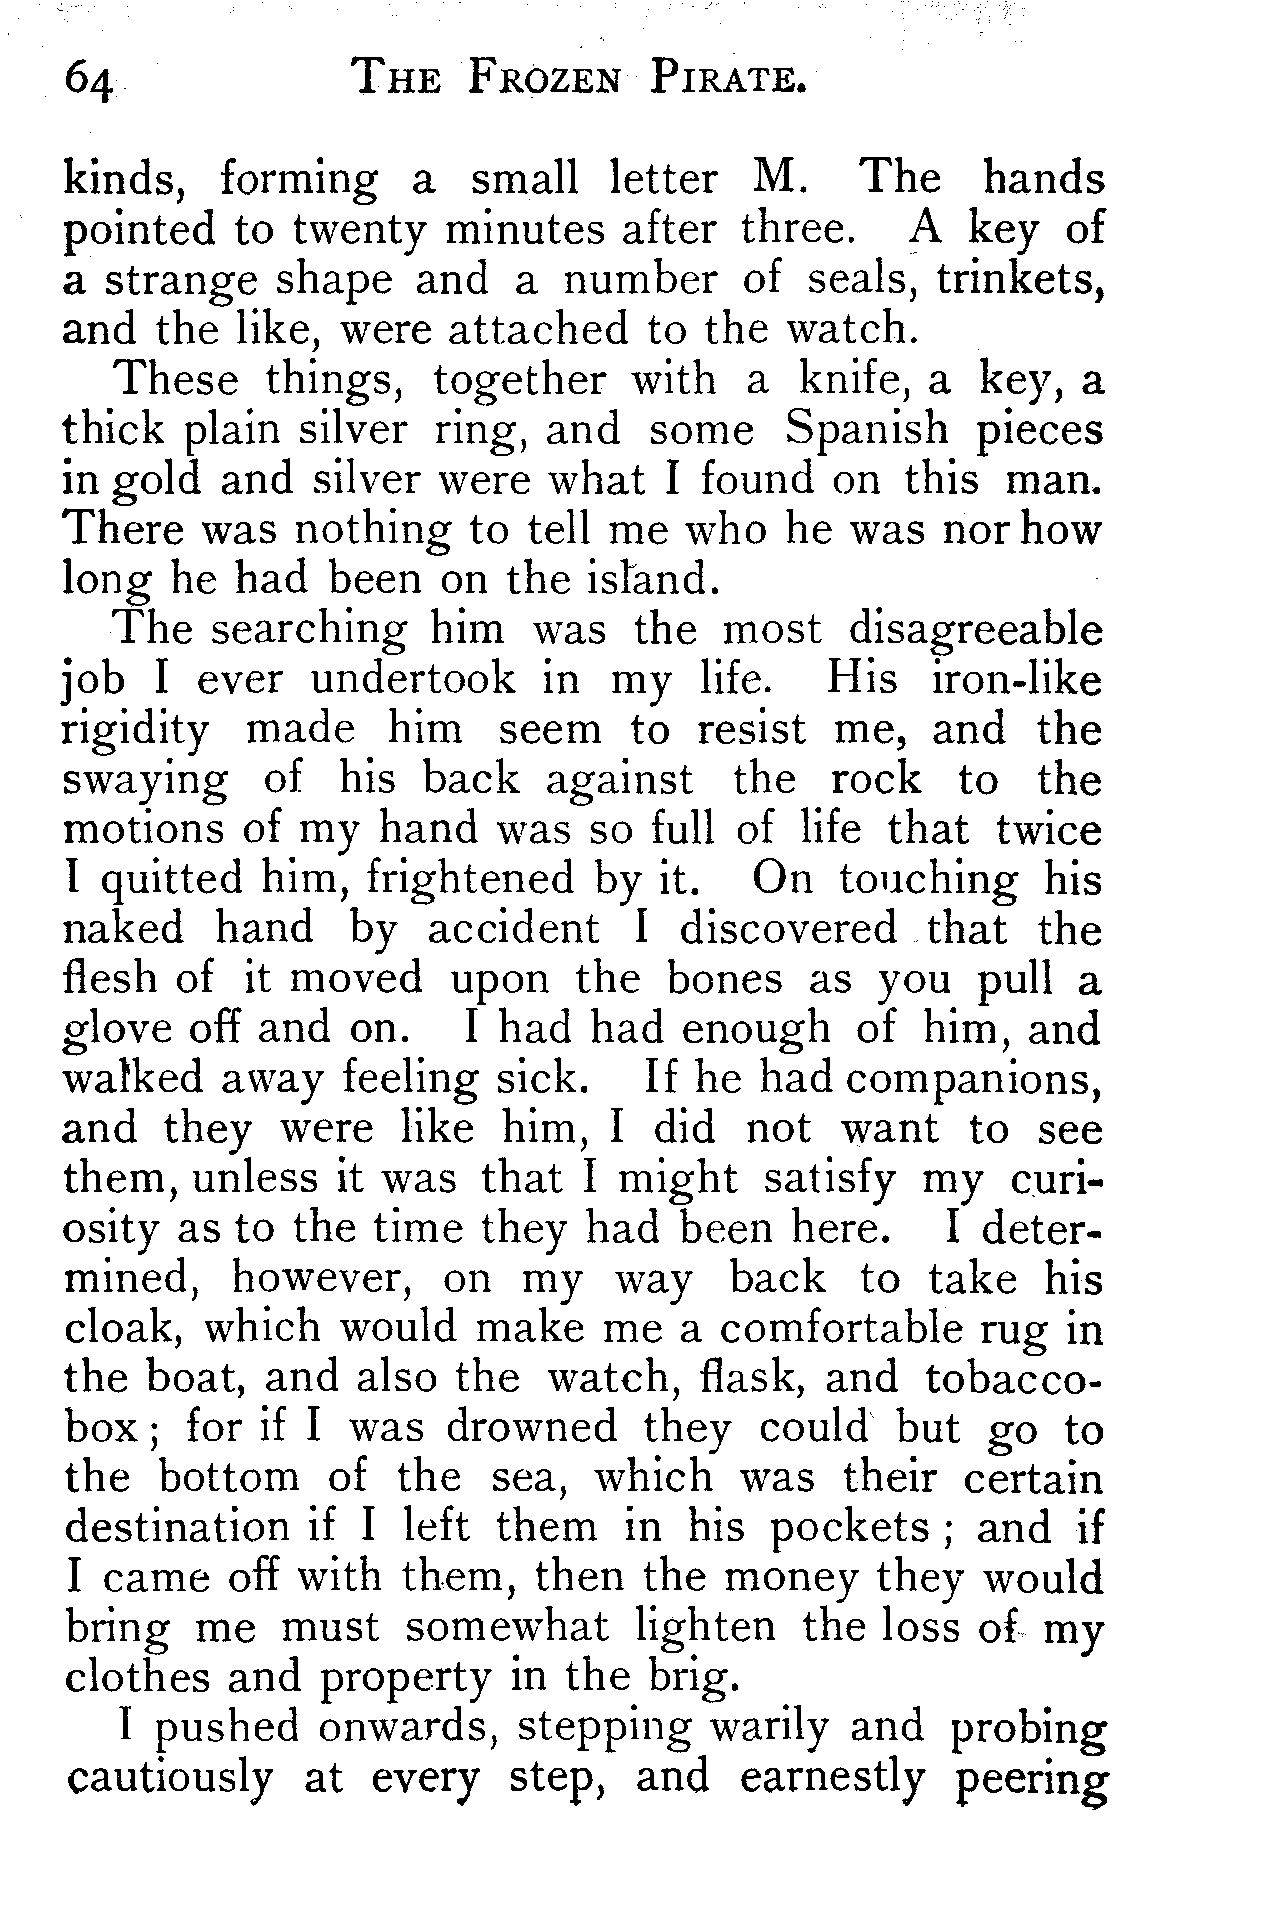 64 THE FROZEN PIRATE.
kinds, forming a small letter M. The hands
pointed to twenty minutes after three. A key of
a strange shape and a number of seals, trinkets,
and the like, were attached to the watch.
These things, together with a knife, a key, a
thick plain silver ring, and some Spanish pieces
in gold and silver were what I found on this man.
There was nothing to tell me who he was nor how
long he had been on the island.
The searching him was the most disagreeable
job I ever undertook in my life. His iron-like
rigidity made him seem to resist me, and the
swaying of his back against the rock to the
motions of my hand was so full of life that twice
I quitted him, frightened by it. On touching his
naked hand by accident I discovered that the
flesh of it moved upon the bones as you pull a
glove off and on. I had had enough of him, and
walked away feeling sick. If he had companions,
and they were like him, I did not want to see
them, unless it was that I might satisfy my curi-
osity as to the time they had been here. I deter-
mined, however, on my way back to take his
cloak, which would make me a comfortable rug in
the boat, and also the watch, flask, and tobacco-
box; for if I was drowned they could but go to
the bottom of the sea, which was their certain
destination if I left them in his pockets; and if
I came off with them, then the money they would
bring me must somewhat lighten the loss of my
clothes and property in the brig.
I pushed onwards, stepping warily and probing
cautiously at every step, and earnestly peering